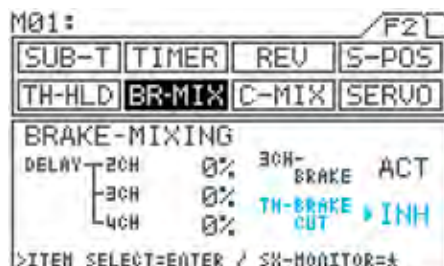 M01: F2
SUB-T TIMER REV S-POS
TH-HLD BR-MIX C-MIX SERVO
BRAKE-MIXING
DELAY 2CH 0% 3CH-BRAKE ACT
3CH 0% TH-BRAKE CUT INH
4CH 0%
>ITEM SELECT=ENTER / SX-MONITOR=*